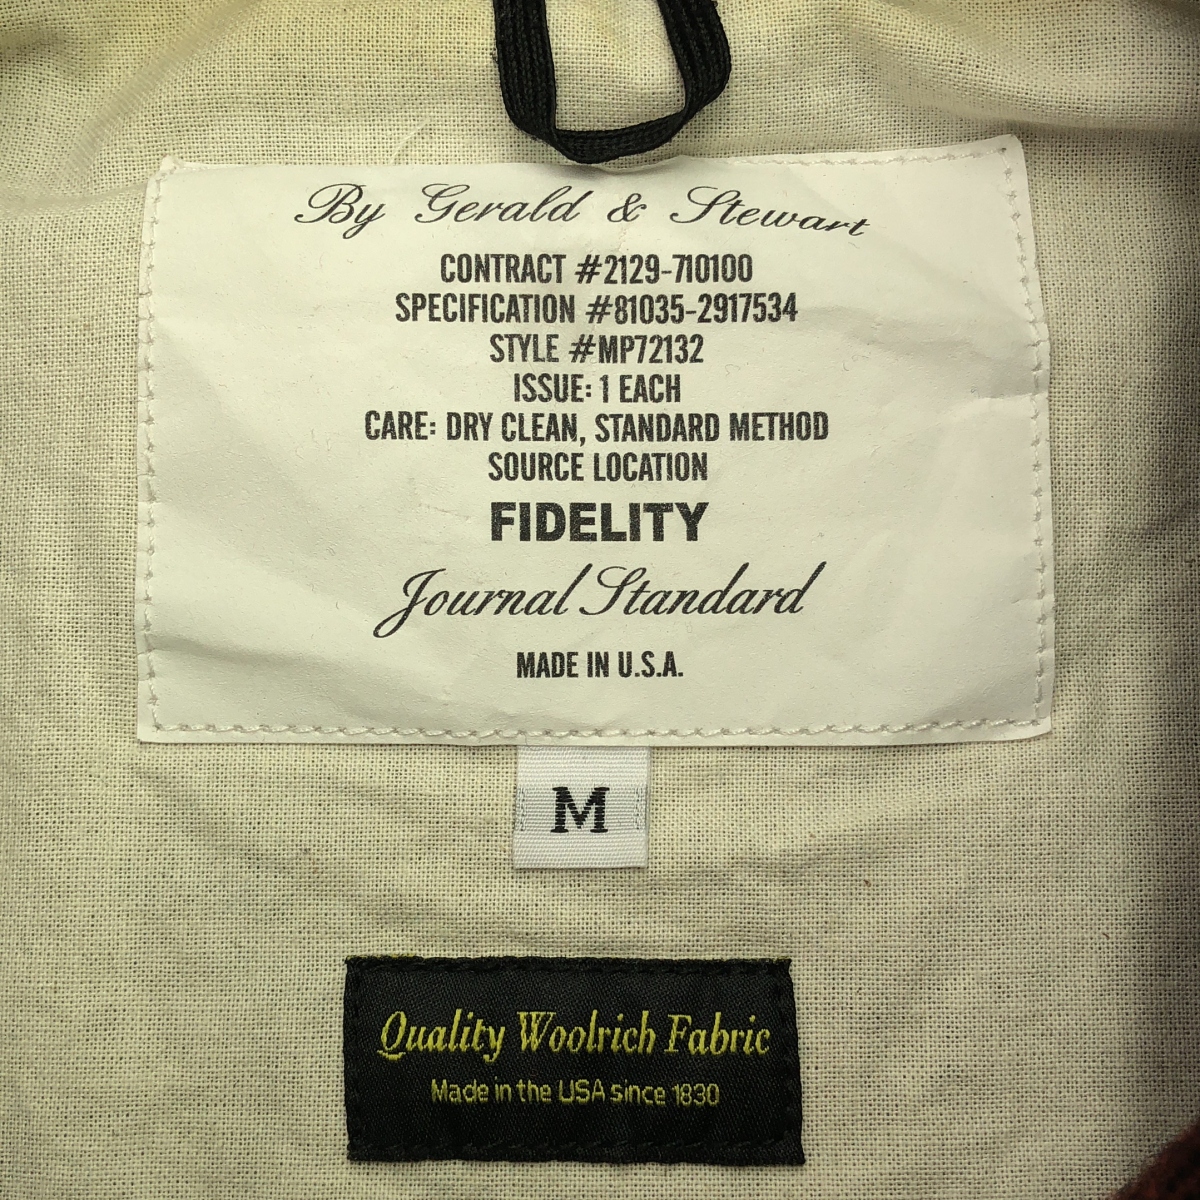 By Gerald & Stewart
CONTRACT #2129-710100
SPECIFICATION #81035-2917534
STYLE #MP72132
ISSUE: 1 EACH
CARE: DRY CLEAN, STANDARD METHOD
SOURCE LOCATION
FIDELITY
Journal Standard
MADE IN U.S.A.
M
Quality Woolrich Fabric
Made in the USA since 1830